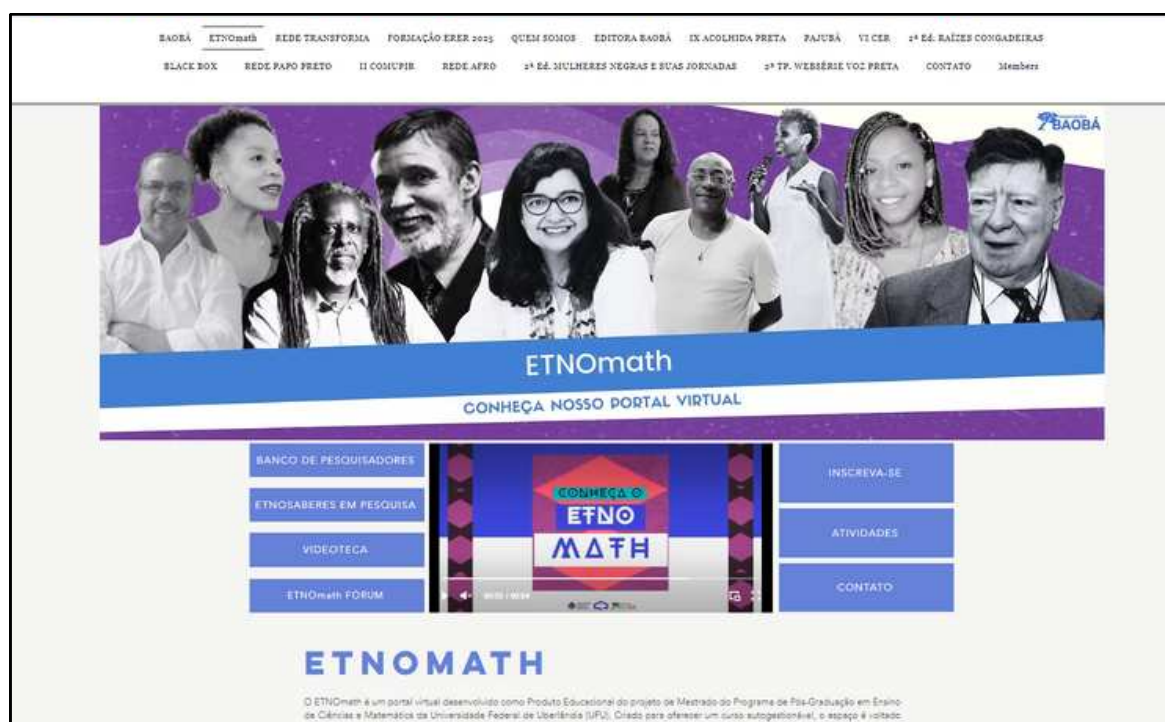 BAOBÁ ETNOmath REDE TRANSFORMA FORMAÇÃO ERER 2025 QUEM SOMOS EDITORA BAOBÁ IX ACOLHIDA PRETA PAJUBÁ VI CER 2ª Ed. RAÍZES CONGADEIRAS
BLACK BOX REDE PAPO PRETO II COMUPIR REDE AFRO 2ª Ed. MULHERES NEGRAS E SUAS JORNADAS 2ª TP. WEBSÉRIE VOZ PRETA CONTATO Members
BAOBÁ
ETNOmath
CONHEÇA NOSSO PORTAL VIRTUAL
BANCO DE PESQUISADORES
ETNOSABERES EM PESQUISA
VIDEOTECA
ETNOmath FÓRUM
CONHEÇA O
ETNO
MATH
INSCREVA-SE
ATIVIDADES
CONTATO
ETNOMATH
O ETNOmath é um portal virtual desenvolvido como Produto Educacional do projeto de Mestrado do Programa de Pós-Graduação em Ensino
de Ciências e Matemática da Universidade Federal de Uberlândia (UFU). Criado para oferecer um curso autogestionável, o espaço é voltado